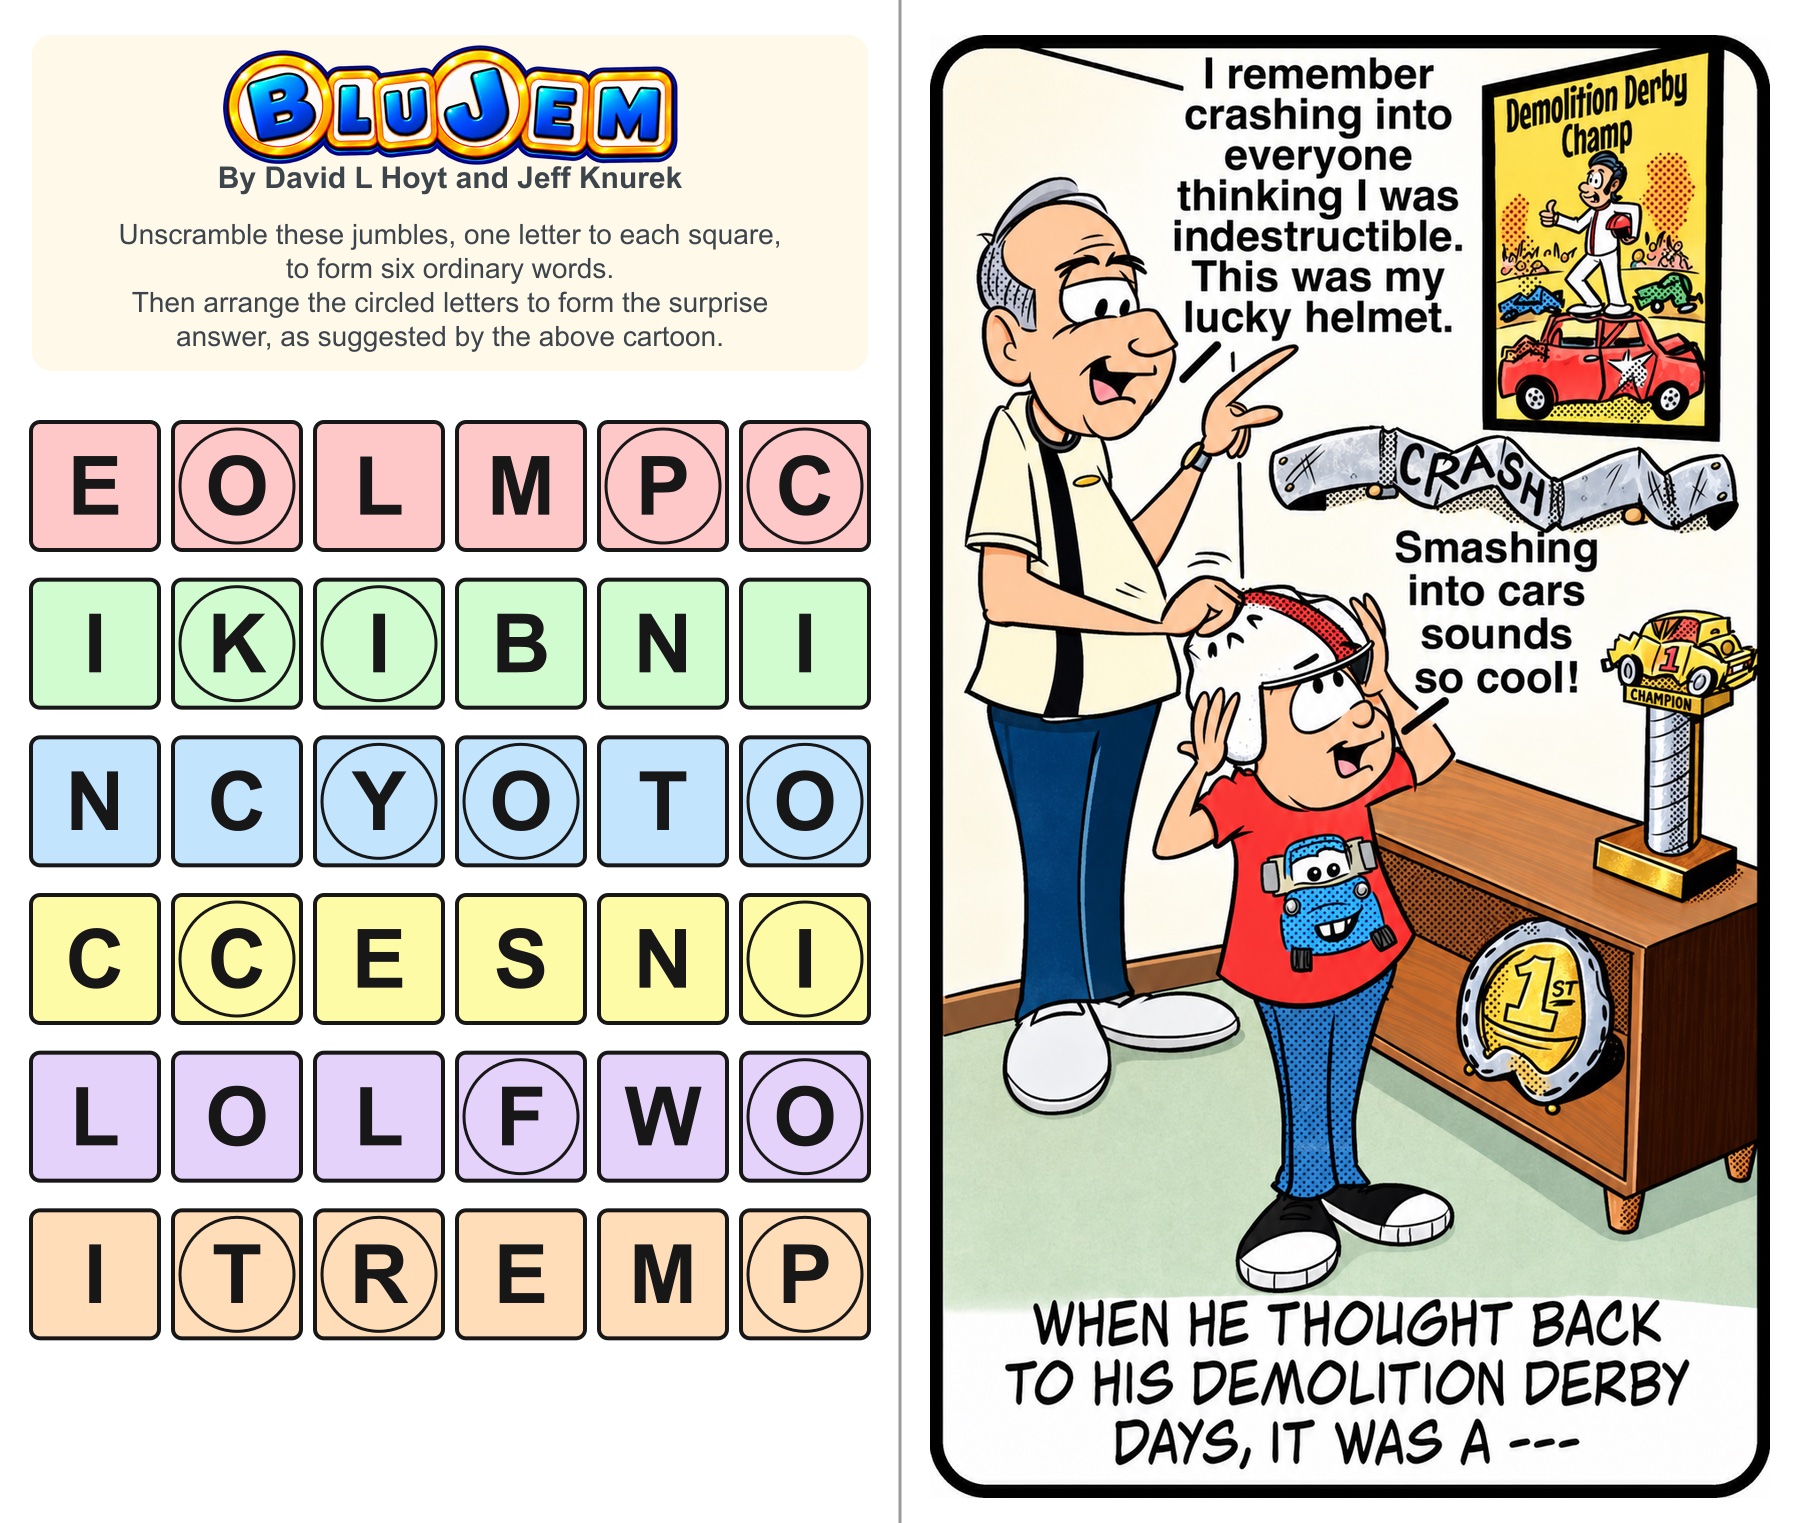 BLUJEM
By David L Hoyt and Jeff Knurek
Unscramble these jumbles, one letter to each square,
to form six ordinary words.
Then arrange the circled letters to form the surprise
answer, as suggested by the above cartoon.
E O L M P C
I K I B N I
N C Y O T O
C C E S N I
L O L F W O
I T R E M P
I remember
crashing into
everyone
thinking I was
indestructible.
This was my
lucky helmet.
Demolition Derby
Champ
CRASH
Smashing
into cars
sounds
so cool!
1
CHAMPION
1ST
WHEN HE THOUGHT BACK
TO HIS DEMOLITION DERBY
DAYS, IT WAS A ---